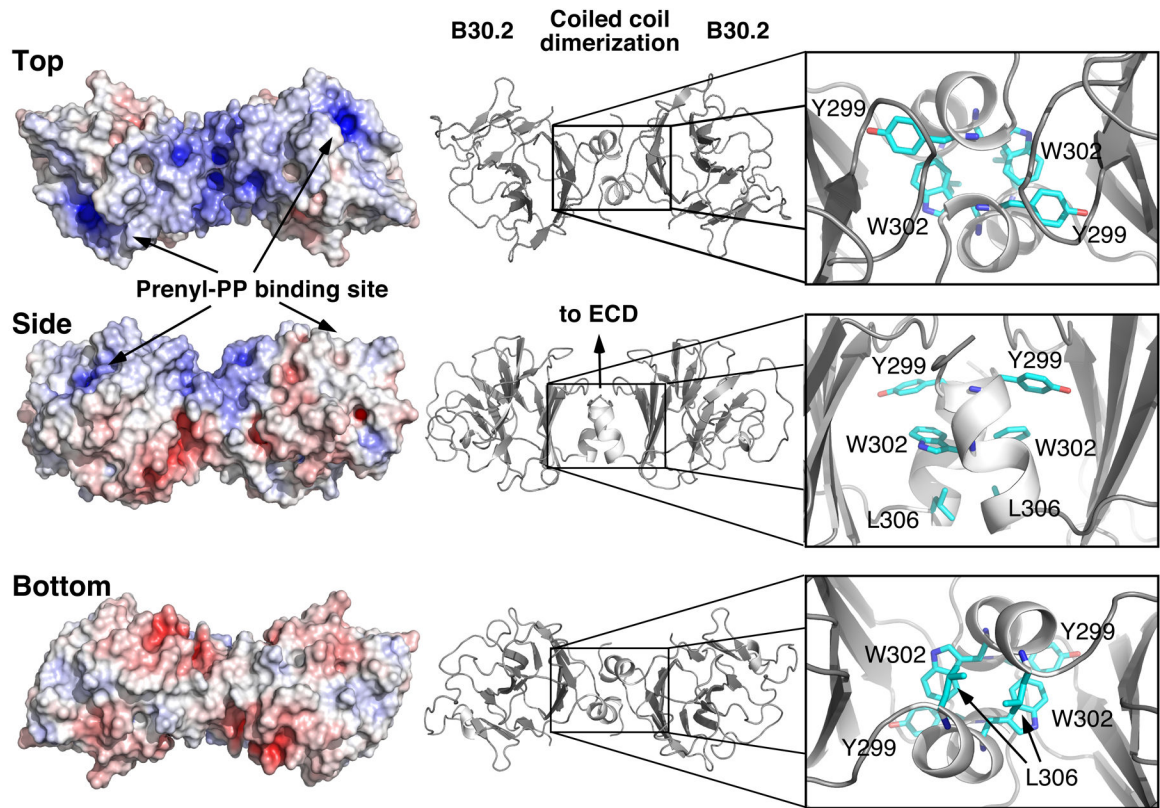 B30.2
Coiled coil
dimerization
B30.2
Top
Y299
W302
W302
Y299
Prenyl-PP binding site
Side
to ECD
Y299
Y299
W302
W302
L306
L306
Bottom
W302
Y299
W302
Y299
L306